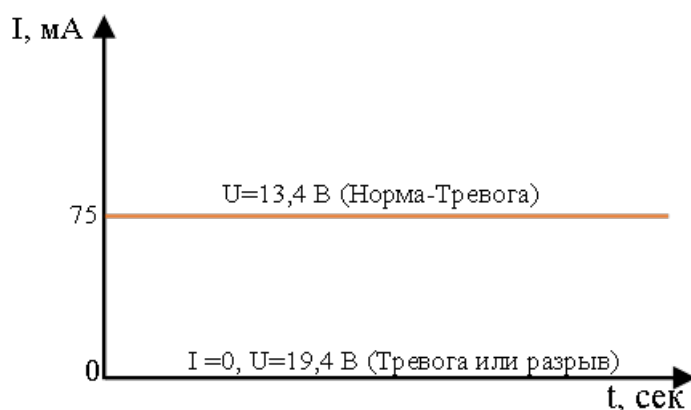 I, мА
U=13,4 В (Норма-Тревога)
75
I =0, U=19,4 В (Тревога или разрыв)
0
t, сек